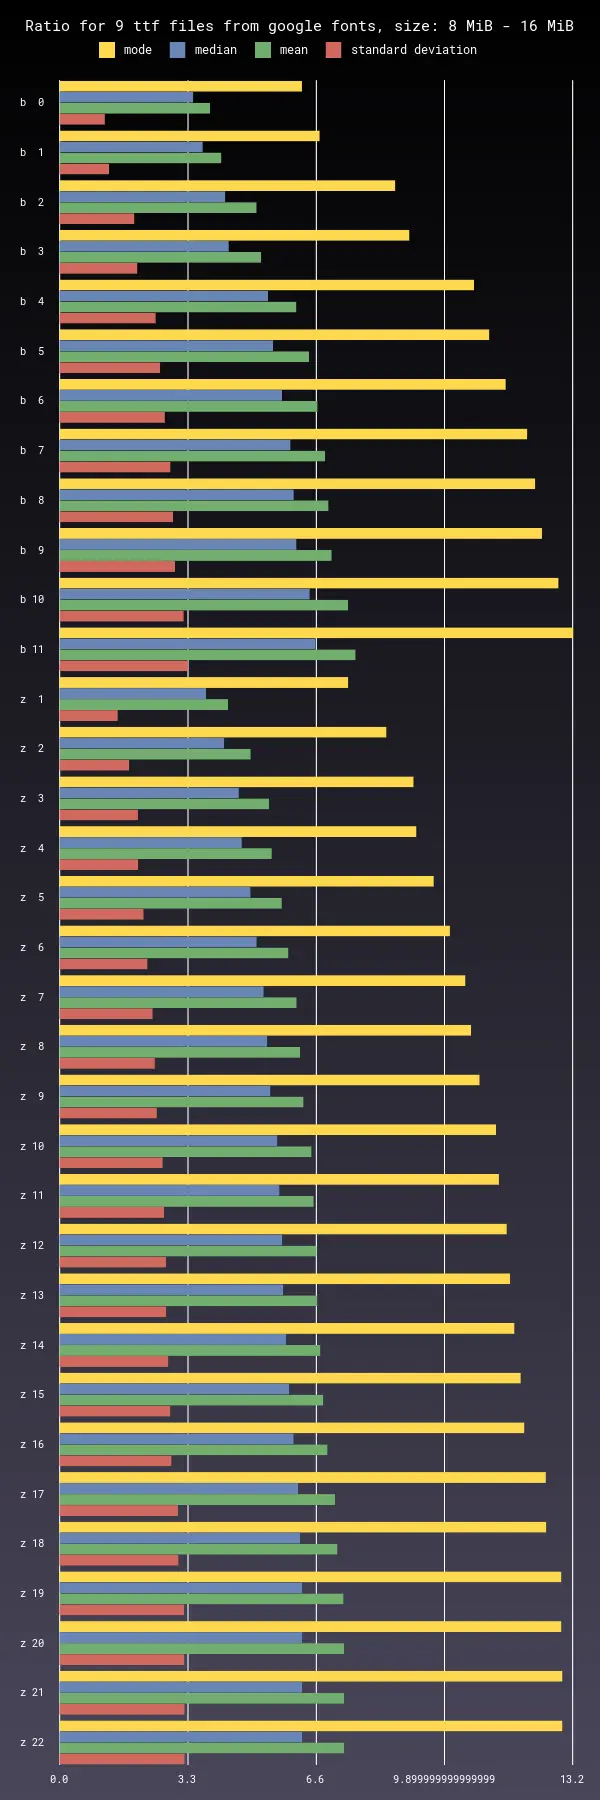 Ratio for 9 ttf files from google fonts, size: 8 MiB - 16 MiB
mode median mean standard deviation
b 0
b 1
b 2
b 3
b 4
b 5
b 6
b 7
b 8
b 9
b 10
b 11
z 1
z 2
z 3
z 4
z 5
z 6
z 7
z 8
z 9
z 10
z 11
z 12
z 13
z 14
z 15
z 16
z 17
z 18
z 19
z 20
z 21
z 22
0.0 3.3 6.6 9.899999999999999 13.2